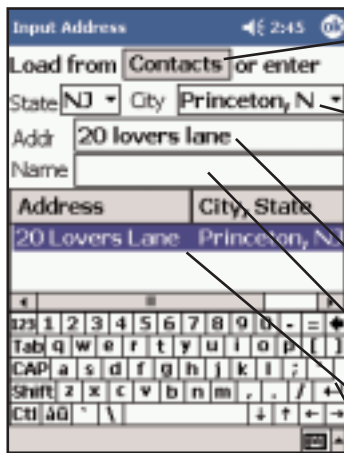 Input Address 2:45 ok
Load from Contacts or enter
State NJ City Princeton, N
Addr 20 lovers lane
Name
Address City, State
20 Lovers Lane Princeton, NJ
123 1 2 3 4 5 6 7 8 9 0 - =
Tab q w e r t y u i o p [ ]
CAP a s d f g h j k l ; '
Shift z x c v b n m , . /
Ctl áü ` \